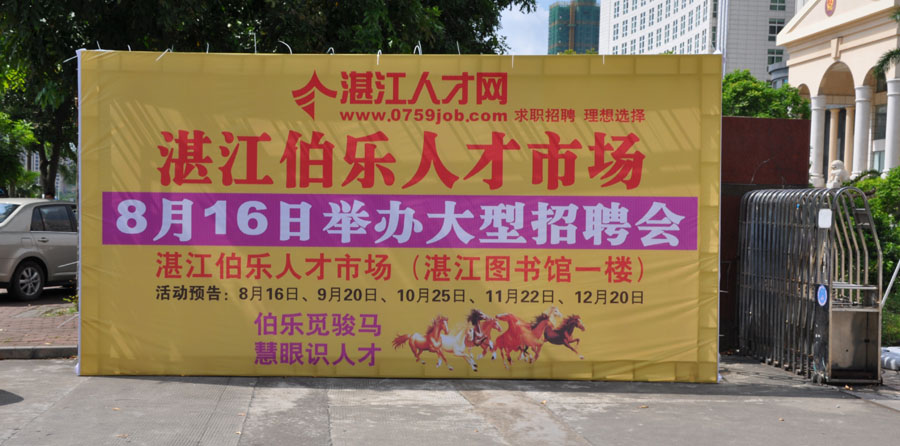 湛江人才网
www.0759job.com 求职招聘 理想选择
湛江伯乐人才市场
8月16日举办大型招聘会
湛江伯乐人才市场（湛江图书馆一楼）
活动预告：8月16日、9月20日、10月25日、11月22日、12月20日
伯乐觅骏马
慧眼识人才